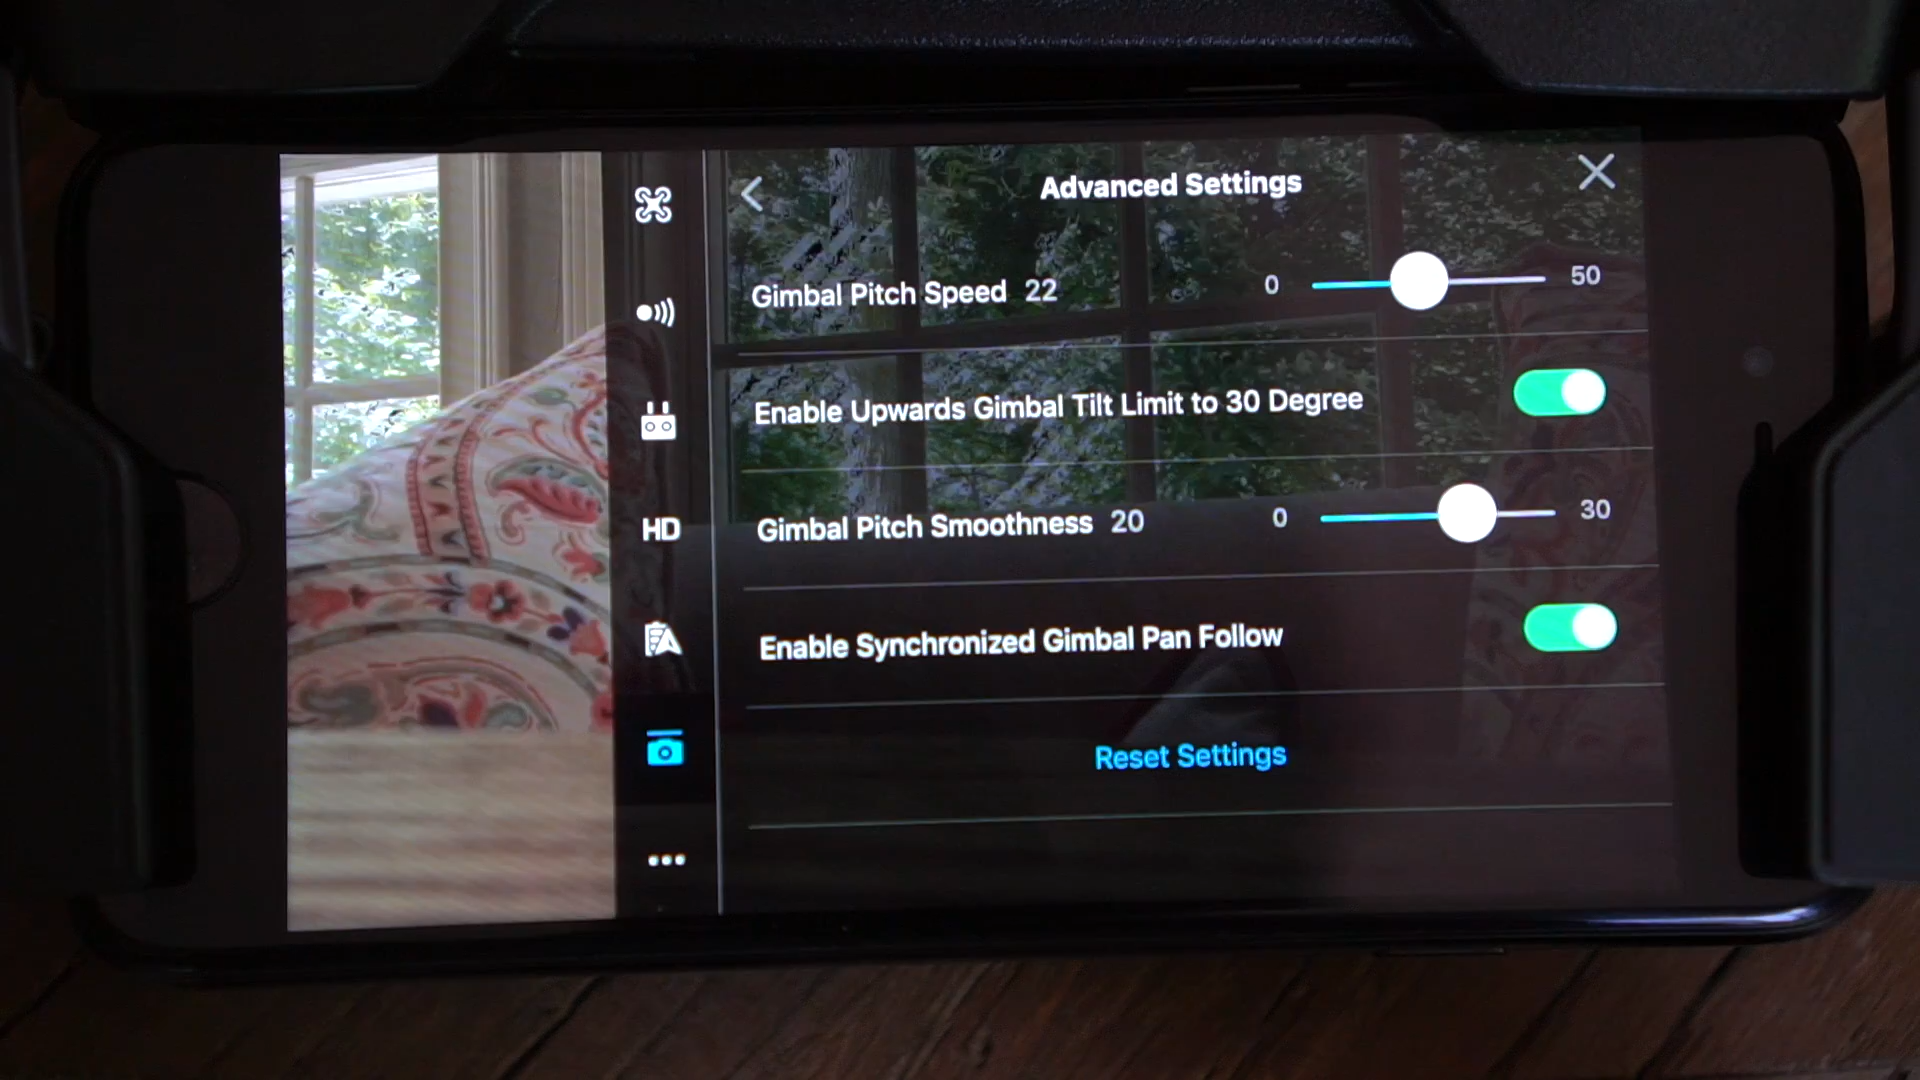 Advanced Settings
Gimbal Pitch Speed 22 0 50
Enable Upwards Gimbal Tilt Limit to 30 Degree
Gimbal Pitch Smoothness 20 0 30
HD
Enable Synchronized Gimbal Pan Follow
Reset Settings